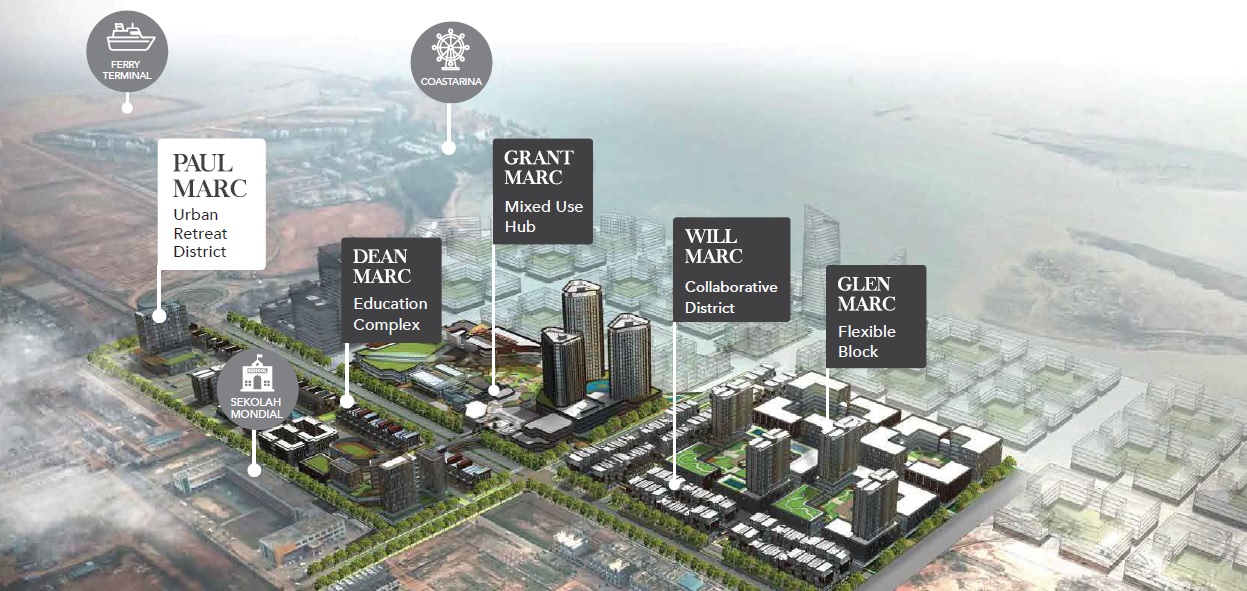 FERRY
TERMINAL
COASTARINA
PAUL
MARC
Urban
Retreat
District
GRANT
MARC
Mixed Use
Hub
DEAN
MARC
Education
Complex
WILL
MARC
Collaborative
District
GLEN
MARC
Flexible
Block
SCHOOL
SEKOLAH
MONDIAL